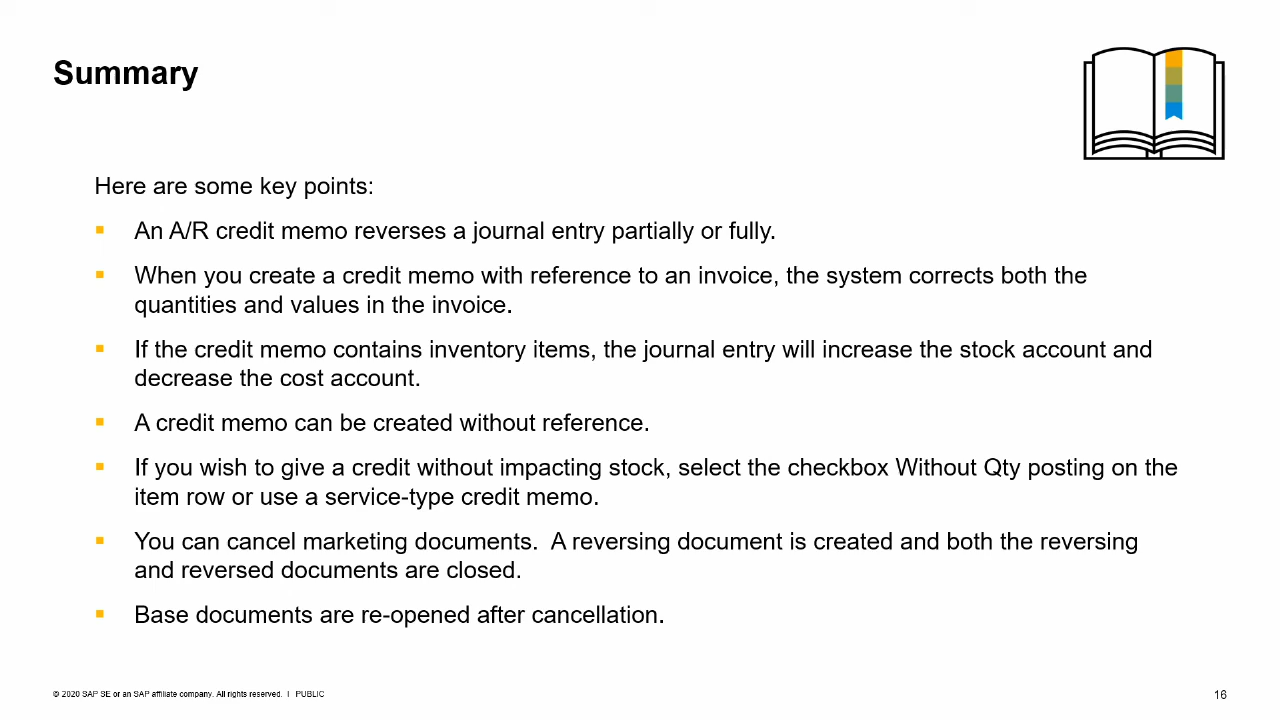 Summary
Here are some key points:
▪ An A/R credit memo reverses a journal entry partially or fully.
▪ When you create a credit memo with reference to an invoice, the system corrects both the
quantities and values in the invoice.
▪ If the credit memo contains inventory items, the journal entry will increase the stock account and
decrease the cost account.
▪ A credit memo can be created without reference.
▪ If you wish to give a credit without impacting stock, select the checkbox Without Qty posting on the
item row or use a service-type credit memo.
▪ You can cancel marketing documents.  A reversing document is created and both the reversing
and reversed documents are closed.
▪ Base documents are re-opened after cancellation.
© 2020 SAP SE or an SAP affiliate company. All rights reserved. I PUBLIC
16